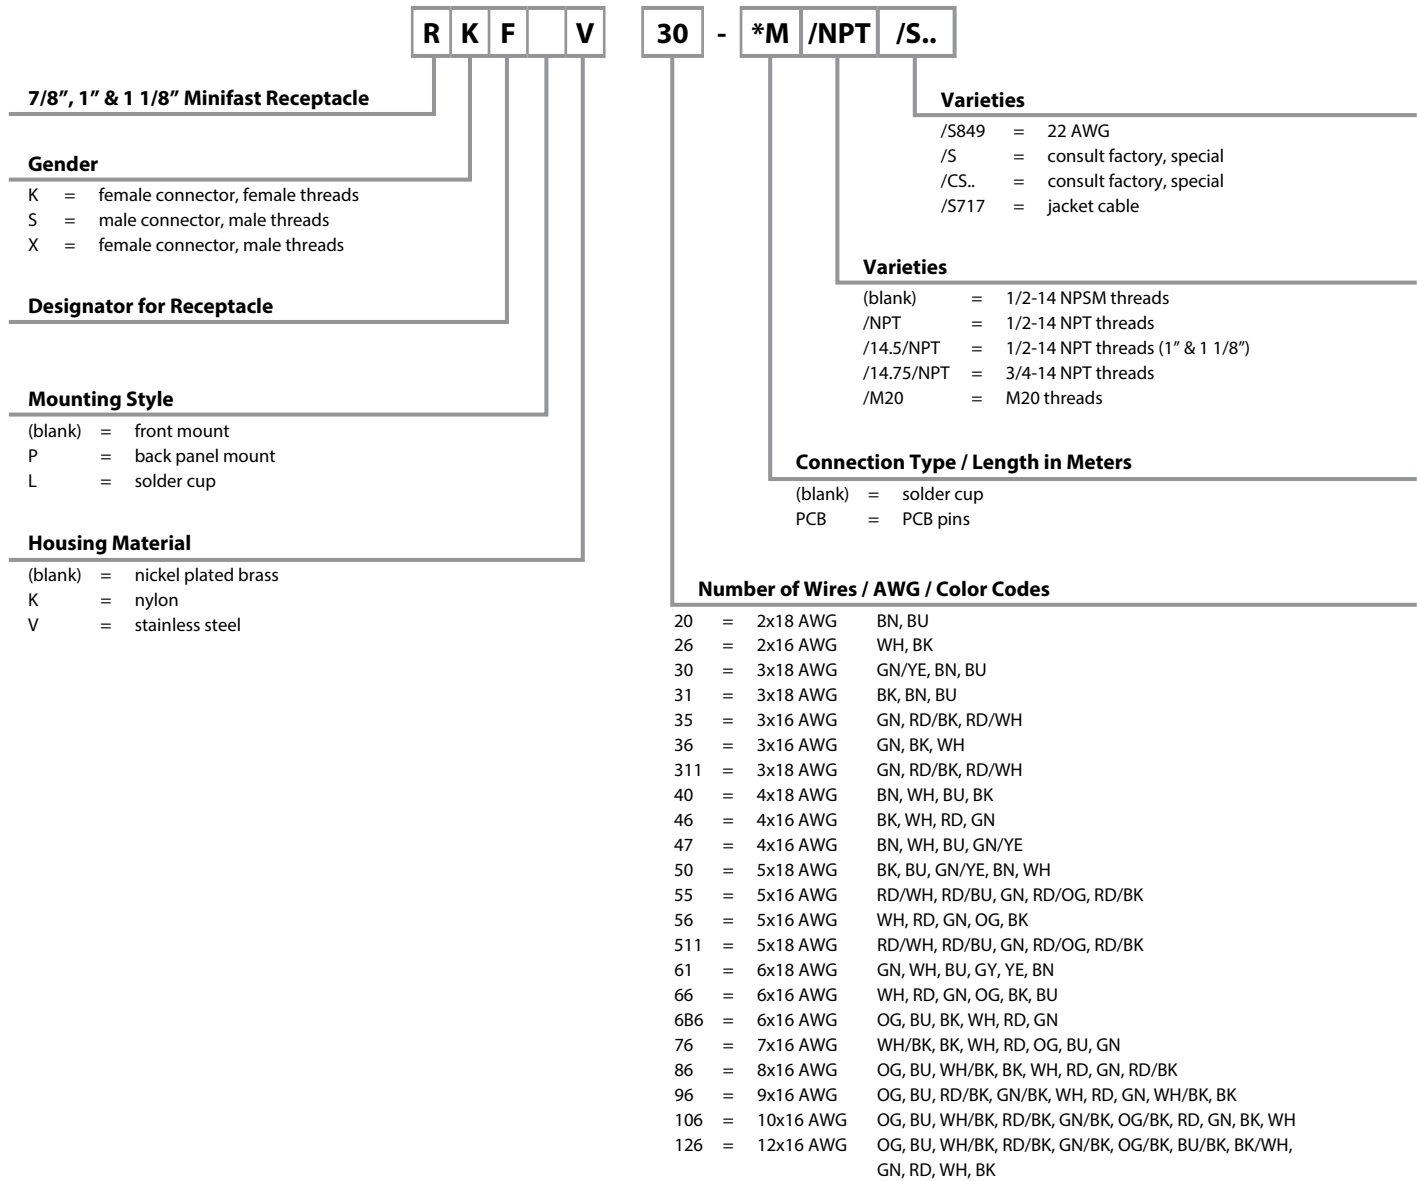 R K F V 30 - *M /NPT /S..
7/8”, 1” & 1 1/8” Minifast Receptacle
Gender
K = female connector, female threads
S = male connector, male threads
X = female connector, male threads
Designator for Receptacle
Mounting Style
(blank) = front mount
P = back panel mount
L = solder cup
Housing Material
(blank) = nickel plated brass
K = nylon
V = stainless steel
Varieties
/S849 = 22 AWG
/S = consult factory, special
/CS.. = consult factory, special
/S717 = jacket cable
Varieties
(blank) = 1/2-14 NPSM threads
/NPT = 1/2-14 NPT threads
/14.5/NPT = 1/2-14 NPT threads (1” & 1 1/8”)
/14.75/NPT = 3/4-14 NPT threads
/M20 = M20 threads
Connection Type / Length in Meters
(blank) = solder cup
PCB = PCB pins
Number of Wires / AWG / Color Codes
20 = 2x18 AWG BN, BU
26 = 2x16 AWG WH, BK
30 = 3x18 AWG GN/YE, BN, BU
31 = 3x18 AWG BK, BN, BU
35 = 3x16 AWG GN, RD/BK, RD/WH
36 = 3x16 AWG GN, BK, WH
311 = 3x18 AWG GN, RD/BK, RD/WH
40 = 4x18 AWG BN, WH, BU, BK
46 = 4x16 AWG BK, WH, RD, GN
47 = 4x16 AWG BN, WH, BU, GN/YE
50 = 5x18 AWG BK, BU, GN/YE, BN, WH
55 = 5x16 AWG RD/WH, RD/BU, GN, RD/OG, RD/BK
56 = 5x16 AWG WH, RD, GN, OG, BK
511 = 5x18 AWG RD/WH, RD/BU, GN, RD/OG, RD/BK
61 = 6x18 AWG GN, WH, BU, GY, YE, BN
66 = 6x16 AWG WH, RD, GN, OG, BK, BU
6B6 = 6x16 AWG OG, BU, BK, WH, RD, GN
76 = 7x16 AWG WH/BK, BK, WH, RD, OG, BU, GN
86 = 8x16 AWG OG, BU, WH/BK, BK, WH, RD, GN, RD/BK
96 = 9x16 AWG OG, BU, RD/BK, GN/BK, WH, RD, GN, WH/BK, BK
106 = 10x16 AWG OG, BU, WH/BK, RD/BK, GN/BK, OG/BK, RD, GN, BK, WH
126 = 12x16 AWG OG, BU, WH/BK, RD/BK, GN/BK, OG/BK, BU/BK, BK/WH,
GN, RD, WH, BK